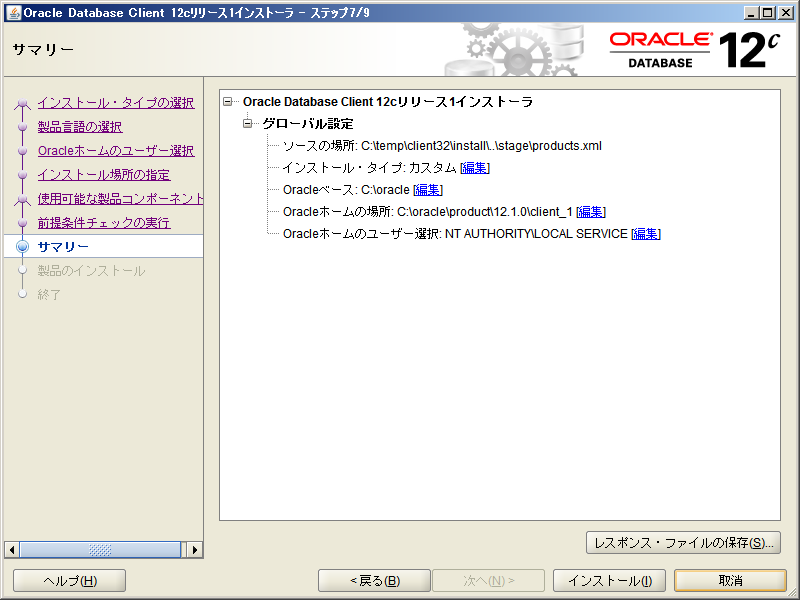 Oracle Database Client 12cリリース1インストーラ - ステップ7/9
サマリー
ORACLE
DATABASE
12c
インストール・タイプの選択
製品言語の選択
Oracleホームのユーザー選択
インストール場所の指定
使用可能な製品コンポーネント
前提条件チェックの実行
サマリー
製品のインストール
終了
Oracle Database Client 12cリリース1インストーラ
グローバル設定
ソースの場所: C:\temp\client32\install\..\stage\products.xml
インストール・タイプ: カスタム [編集]
Oracleベース: C:\oracle [編集]
Oracleホームの場所: C:\oracle\product\12.1.0\client_1 [編集]
Oracleホームのユーザー選択: NT AUTHORITY\LOCAL SERVICE [編集]
レスポンス・ファイルの保存(S)...
ヘルプ(H)
< 戻る(B)
次へ(N) >
インストール(I)
取消